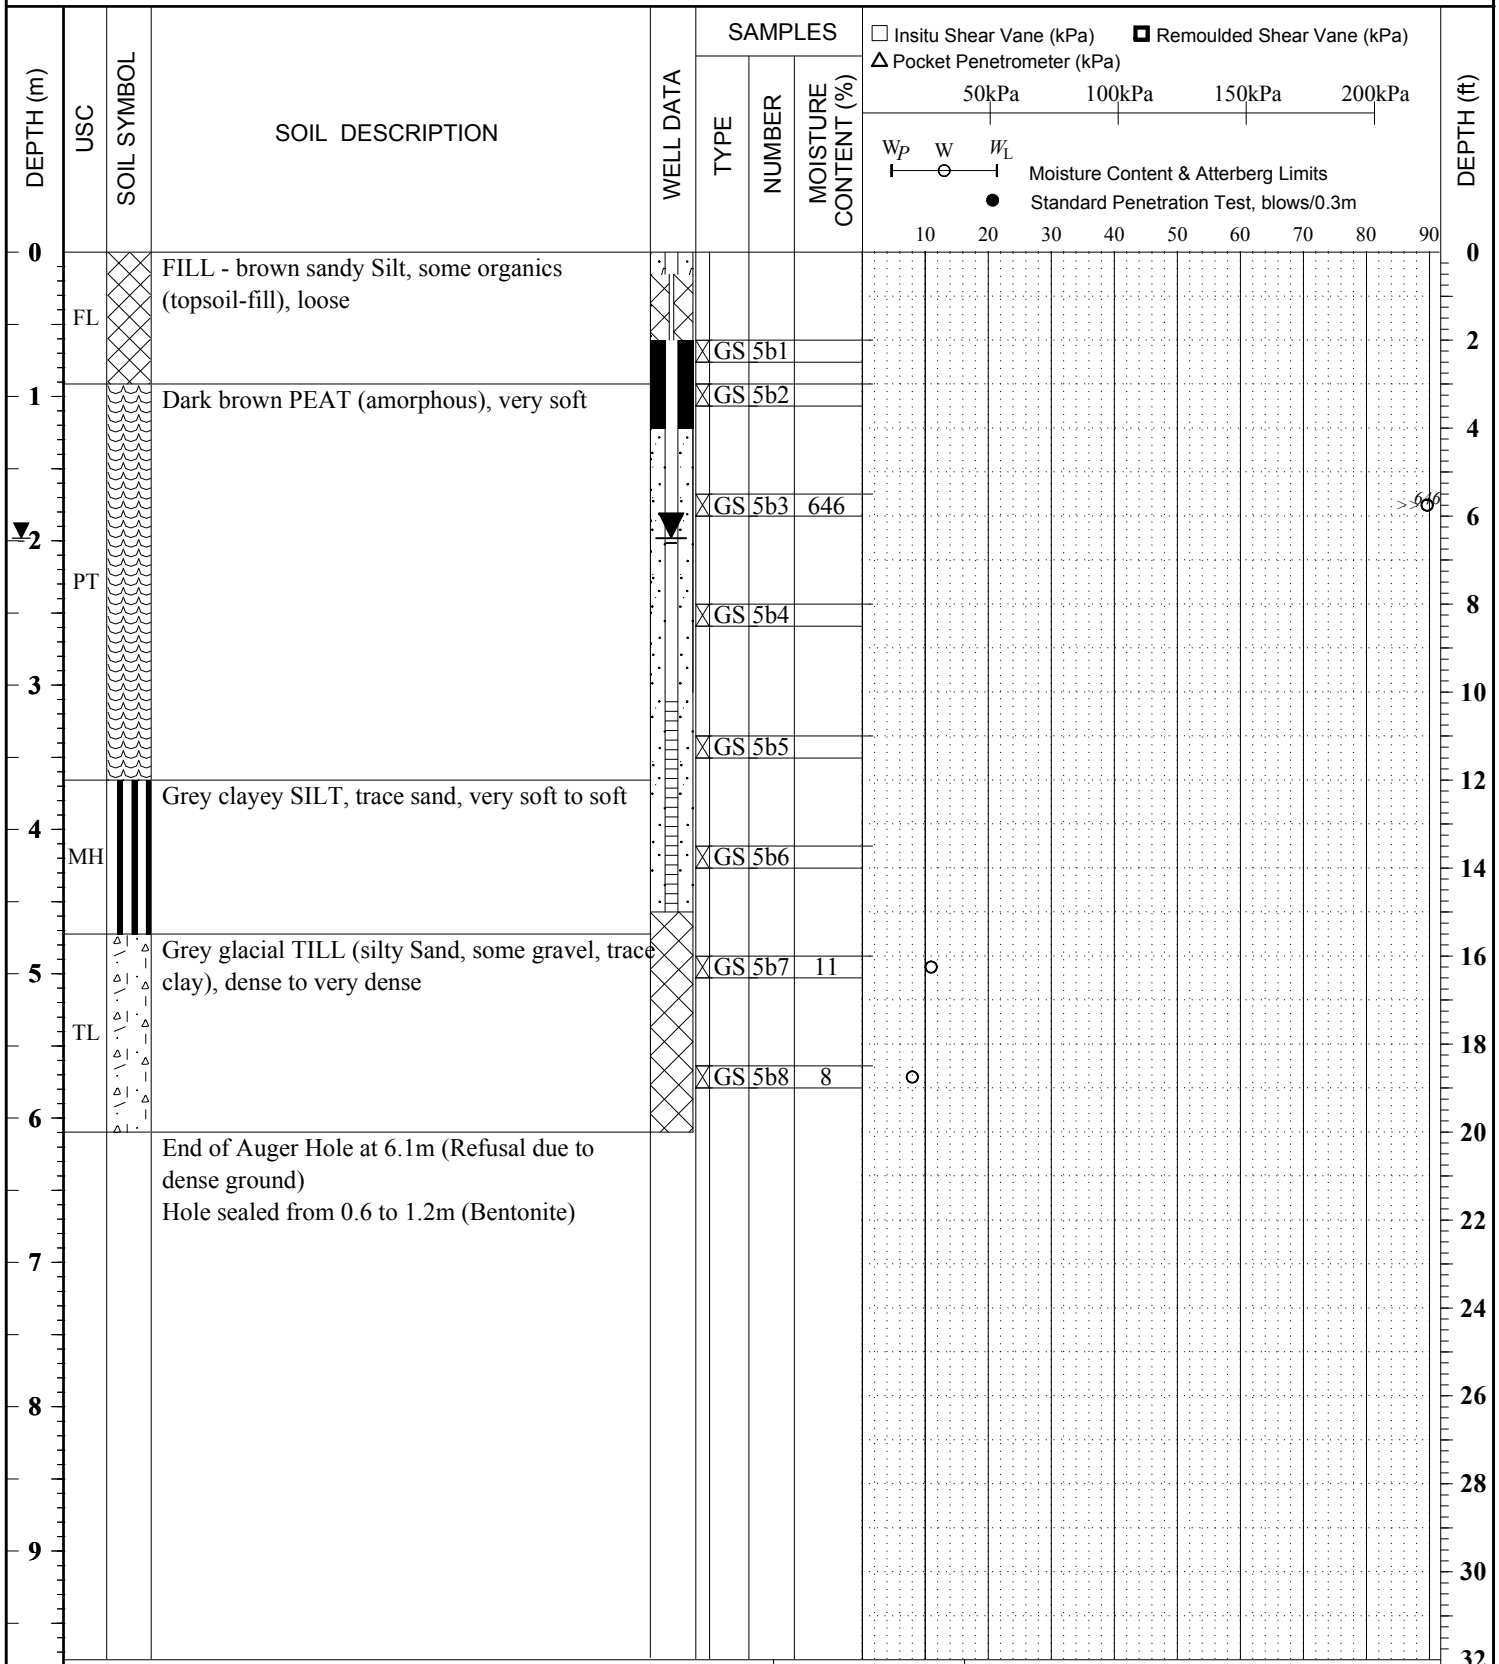 SAMPLES
Insitu Shear Vane (kPa) Remoulded Shear Vane (kPa)
Pocket Penetrometer (kPa)
50kPa 100kPa 150kPa 200kPa
DEPTH (m)
USC
SOIL SYMBOL
SOIL DESCRIPTION
WELL DATA
TYPE
NUMBER
MOISTURE
CONTENT (%)
DEPTH (ft)
WP W WL
Moisture Content & Atterberg Limits
Standard Penetration Test, blows/0.3m
10 20 30 40 50 60 70 80 90
0 0
FILL - brown sandy Silt, some organics
(topsoil-fill), loose
FL
2
GS 5b1
1
Dark brown PEAT (amorphous), very soft
GS 5b2
4
GS 5b3 646
>>646
6
2
PT
GS 5b4
8
3
10
GS 5b5
12
Grey clayey SILT, trace sand, very soft to soft
4
MH
GS 5b6
14
Grey glacial TILL (silty Sand, some gravel, trace
clay), dense to very dense
GS 5b7 11
16
5
TL
18
GS 5b8 8
6
20
End of Auger Hole at 6.1m (Refusal due to
dense ground)
Hole sealed from 0.6 to 1.2m (Bentonite)
22
7
24
8
26
28
9
30
32